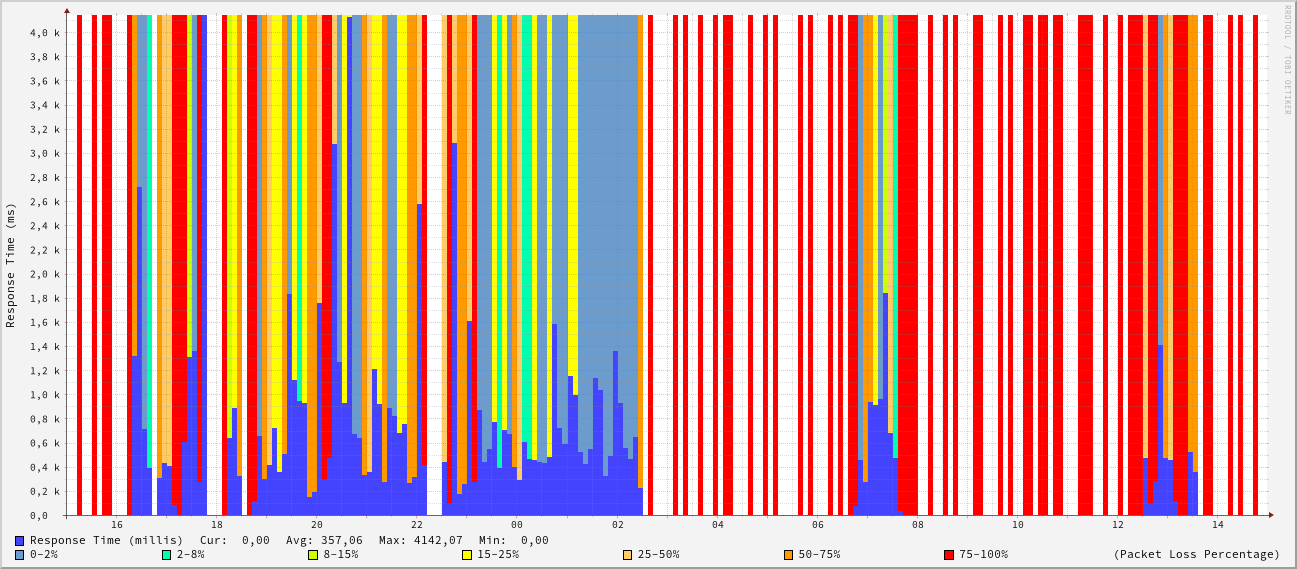 RRDTOOL / TOBI OETIKER
Response Time (ms)
4,0 k
3,8 k
3,6 k
3,4 k
3,2 k
3,0 k
2,8 k
2,6 k
2,4 k
2,2 k
2,0 k
1,8 k
1,6 k
1,4 k
1,2 k
1,0 k
0,8 k
0,6 k
0,4 k
0,2 k
0,0
16 18 20 22 00 02 04 06 08 10 12 14
Response Time (millis) Cur: 0,00 Avg: 357,06 Max: 4142,07 Min: 0,00
0-2% 2-8% 8-15% 15-25% 25-50% 50-75% 75-100% (Packet Loss Percentage)